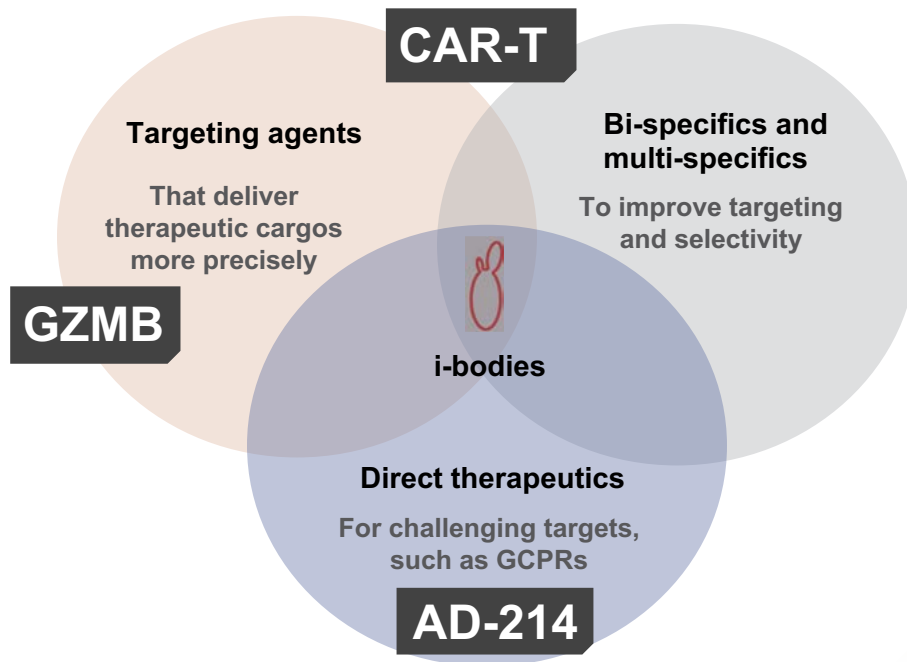 CAR-T
Targeting agents
That deliver
therapeutic cargos
more precisely
GZMB
Bi-specifics and
multi-specifics
To improve targeting
and selectivity
i-bodies
Direct therapeutics
For challenging targets,
such as GCPRs
AD-214